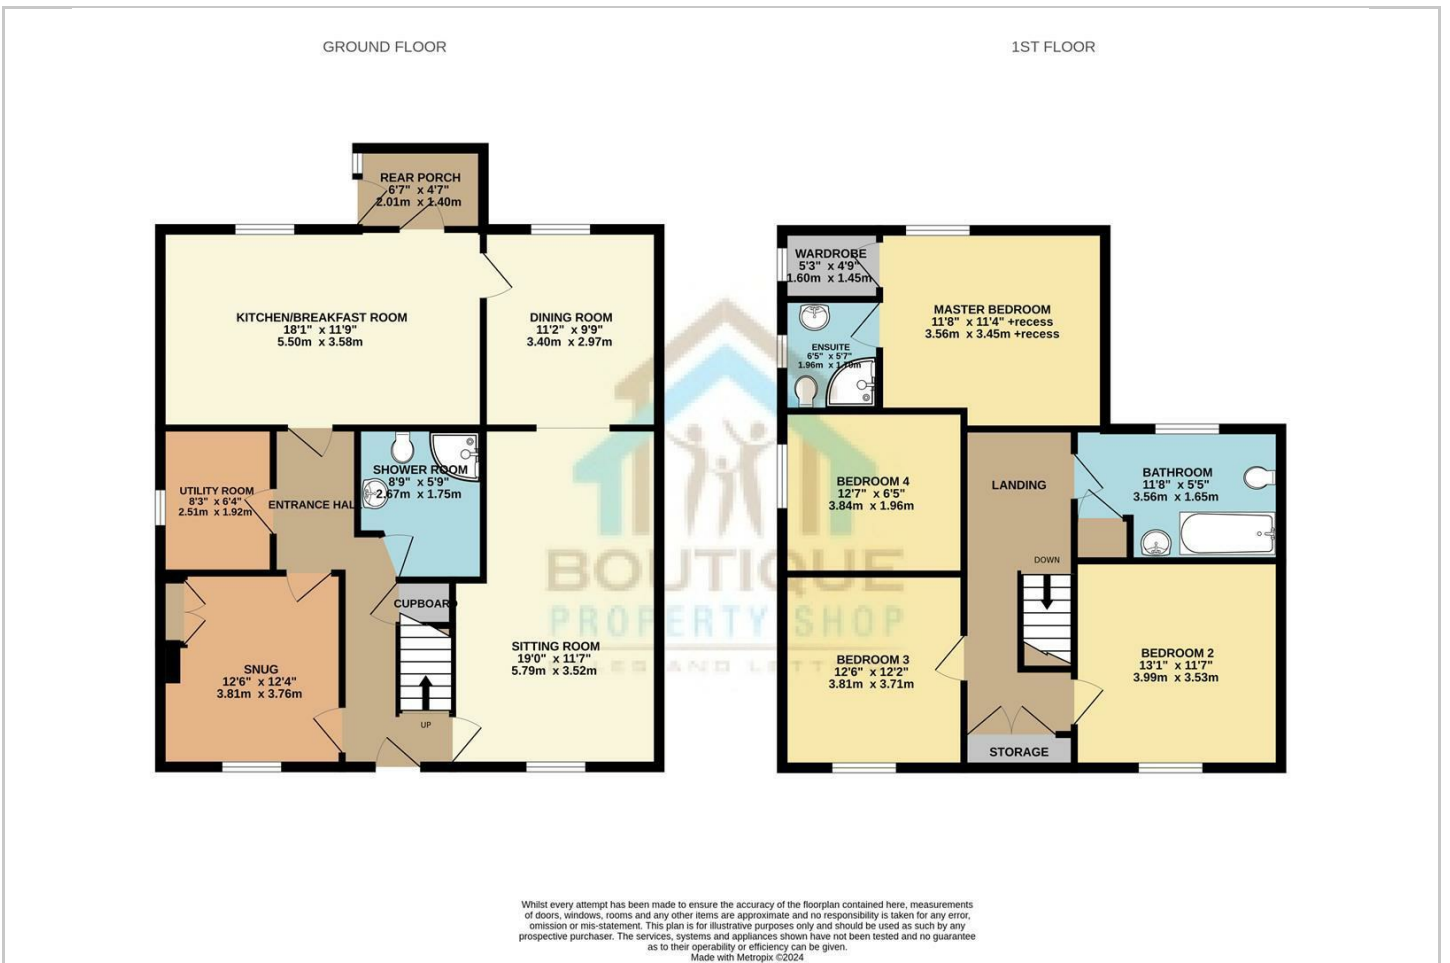 GROUND FLOOR
1ST FLOOR
REAR PORCH
6'7" x 4'7"
2.01m x 1.40m
KITCHEN/BREAKFAST ROOM
18'1" x 11'9"
5.50m x 3.58m
DINING ROOM
11'2" x 9'9"
3.40m x 2.97m
UTILITY ROOM
8'3" x 6'4"
2.51m x 1.92m
ENTRANCE HAL
SHOWER ROOM
8'9" x 5'9"
2.67m x 1.75m
CUPBOARD
SNUG
12'6" x 12'4"
3.81m x 3.76m
UP
SITTING ROOM
19'0" x 11'7"
5.79m x 3.52m
WARDROBE
5'3" x 4'9"
1.60m x 1.45m
MASTER BEDROOM
11'8" x 11'4" +recess
3.56m x 3.45m +recess
ENSUITE
6'5" x 5'7"
1.96m x
BEDROOM 4
12'7" x 6'5"
3.84m x 1.96m
LANDING
BATHROOM
11'8" x 5'5"
3.56m x 1.65m
DOWN
BEDROOM 3
12'6" x 12'2"
3.81m x 3.71m
BEDROOM 2
13'1" x 11'7"
3.99m x 3.53m
STORAGE
BOUTIQUE
PROPERTY SHOP
Whilst every attempt has been made to ensure the accuracy of the floorplan contained here, measurements
of doors, windows, rooms and any other items are approximate and no responsibility is taken for any error,
omission or mis-statement. This plan is for illustrative purposes only and should be used as such by any
prospective purchaser. The services, systems and appliances shown have not been tested and no guarantee
as to their operability or efficiency can be given.
Made with Metropix ©2024